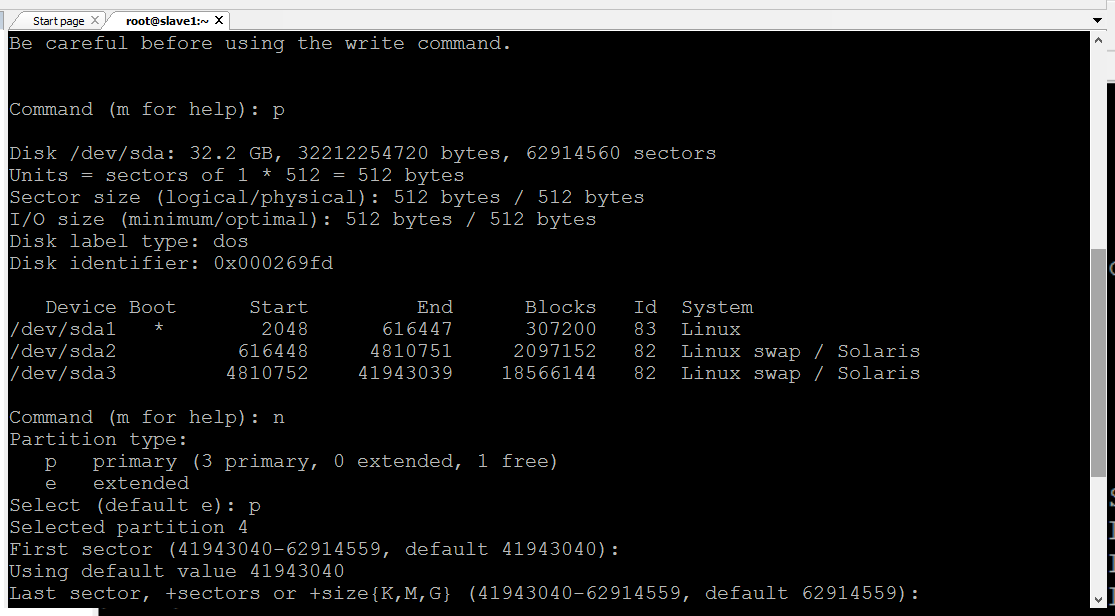 Start page
root@slave1:~
Be careful before using the write command.
Command (m for help): p
Disk /dev/sda: 32.2 GB, 32212254720 bytes, 62914560 sectors
Units = sectors of 1 * 512 = 512 bytes
Sector size (logical/physical): 512 bytes / 512 bytes
I/O size (minimum/optimal): 512 bytes / 512 bytes
Disk label type: dos
Disk identifier: 0x000269fd
Device Boot Start End Blocks Id System
/dev/sda1 * 2048 616447 307200 83 Linux
/dev/sda2 616448 4810751 2097152 82 Linux swap / Solaris
/dev/sda3 4810752 41943039 18566144 82 Linux swap / Solaris
Command (m for help): n
Partition type:
p primary (3 primary, 0 extended, 1 free)
e extended
Select (default e): p
Selected partition 4
First sector (41943040-62914559, default 41943040):
Using default value 41943040
Last sector, +sectors or +size{K,M,G} (41943040-62914559, default 62914559):